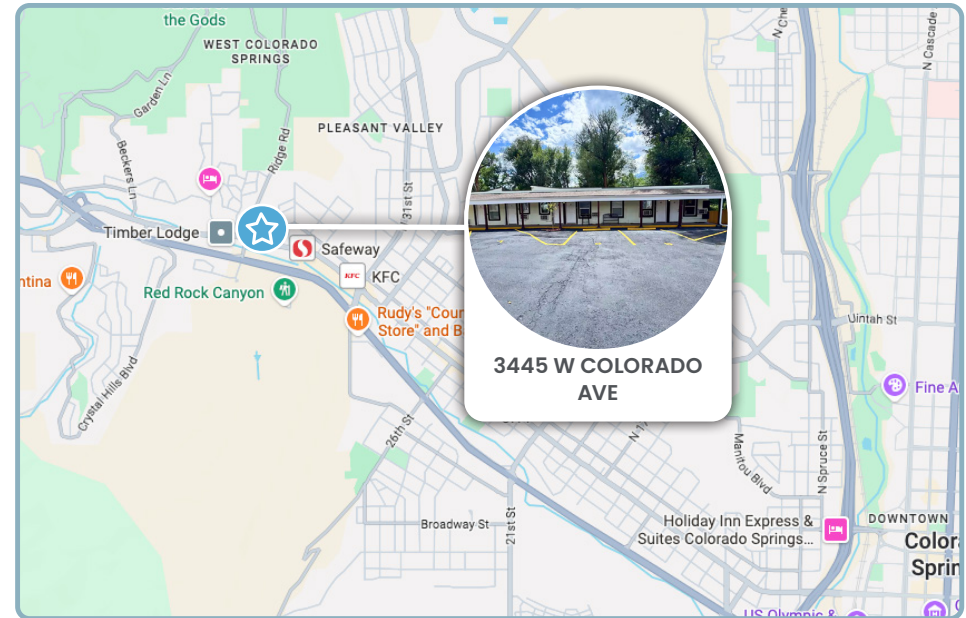 the Gods
WEST COLORADO
SPRINGS
Garden Ln
Beckers Ln
Ridge Rd
PLEASANT VALLEY
31st St
N Cascade
Timber Lodge
Safeway
KFC
KFC
Red Rock Canyon
Rudy's "Cour
Store" and B
ntina
Crystal Hills Blvd
3445 W COLORADO
AVE
Uintah St
Fine A
26th St
Manitou Blvd
N Spruce St
Broadway St
21st St
Holiday Inn Express &
Suites Colorado Springs...
DOWNTOWN
Color
Sprin
US Olympic &